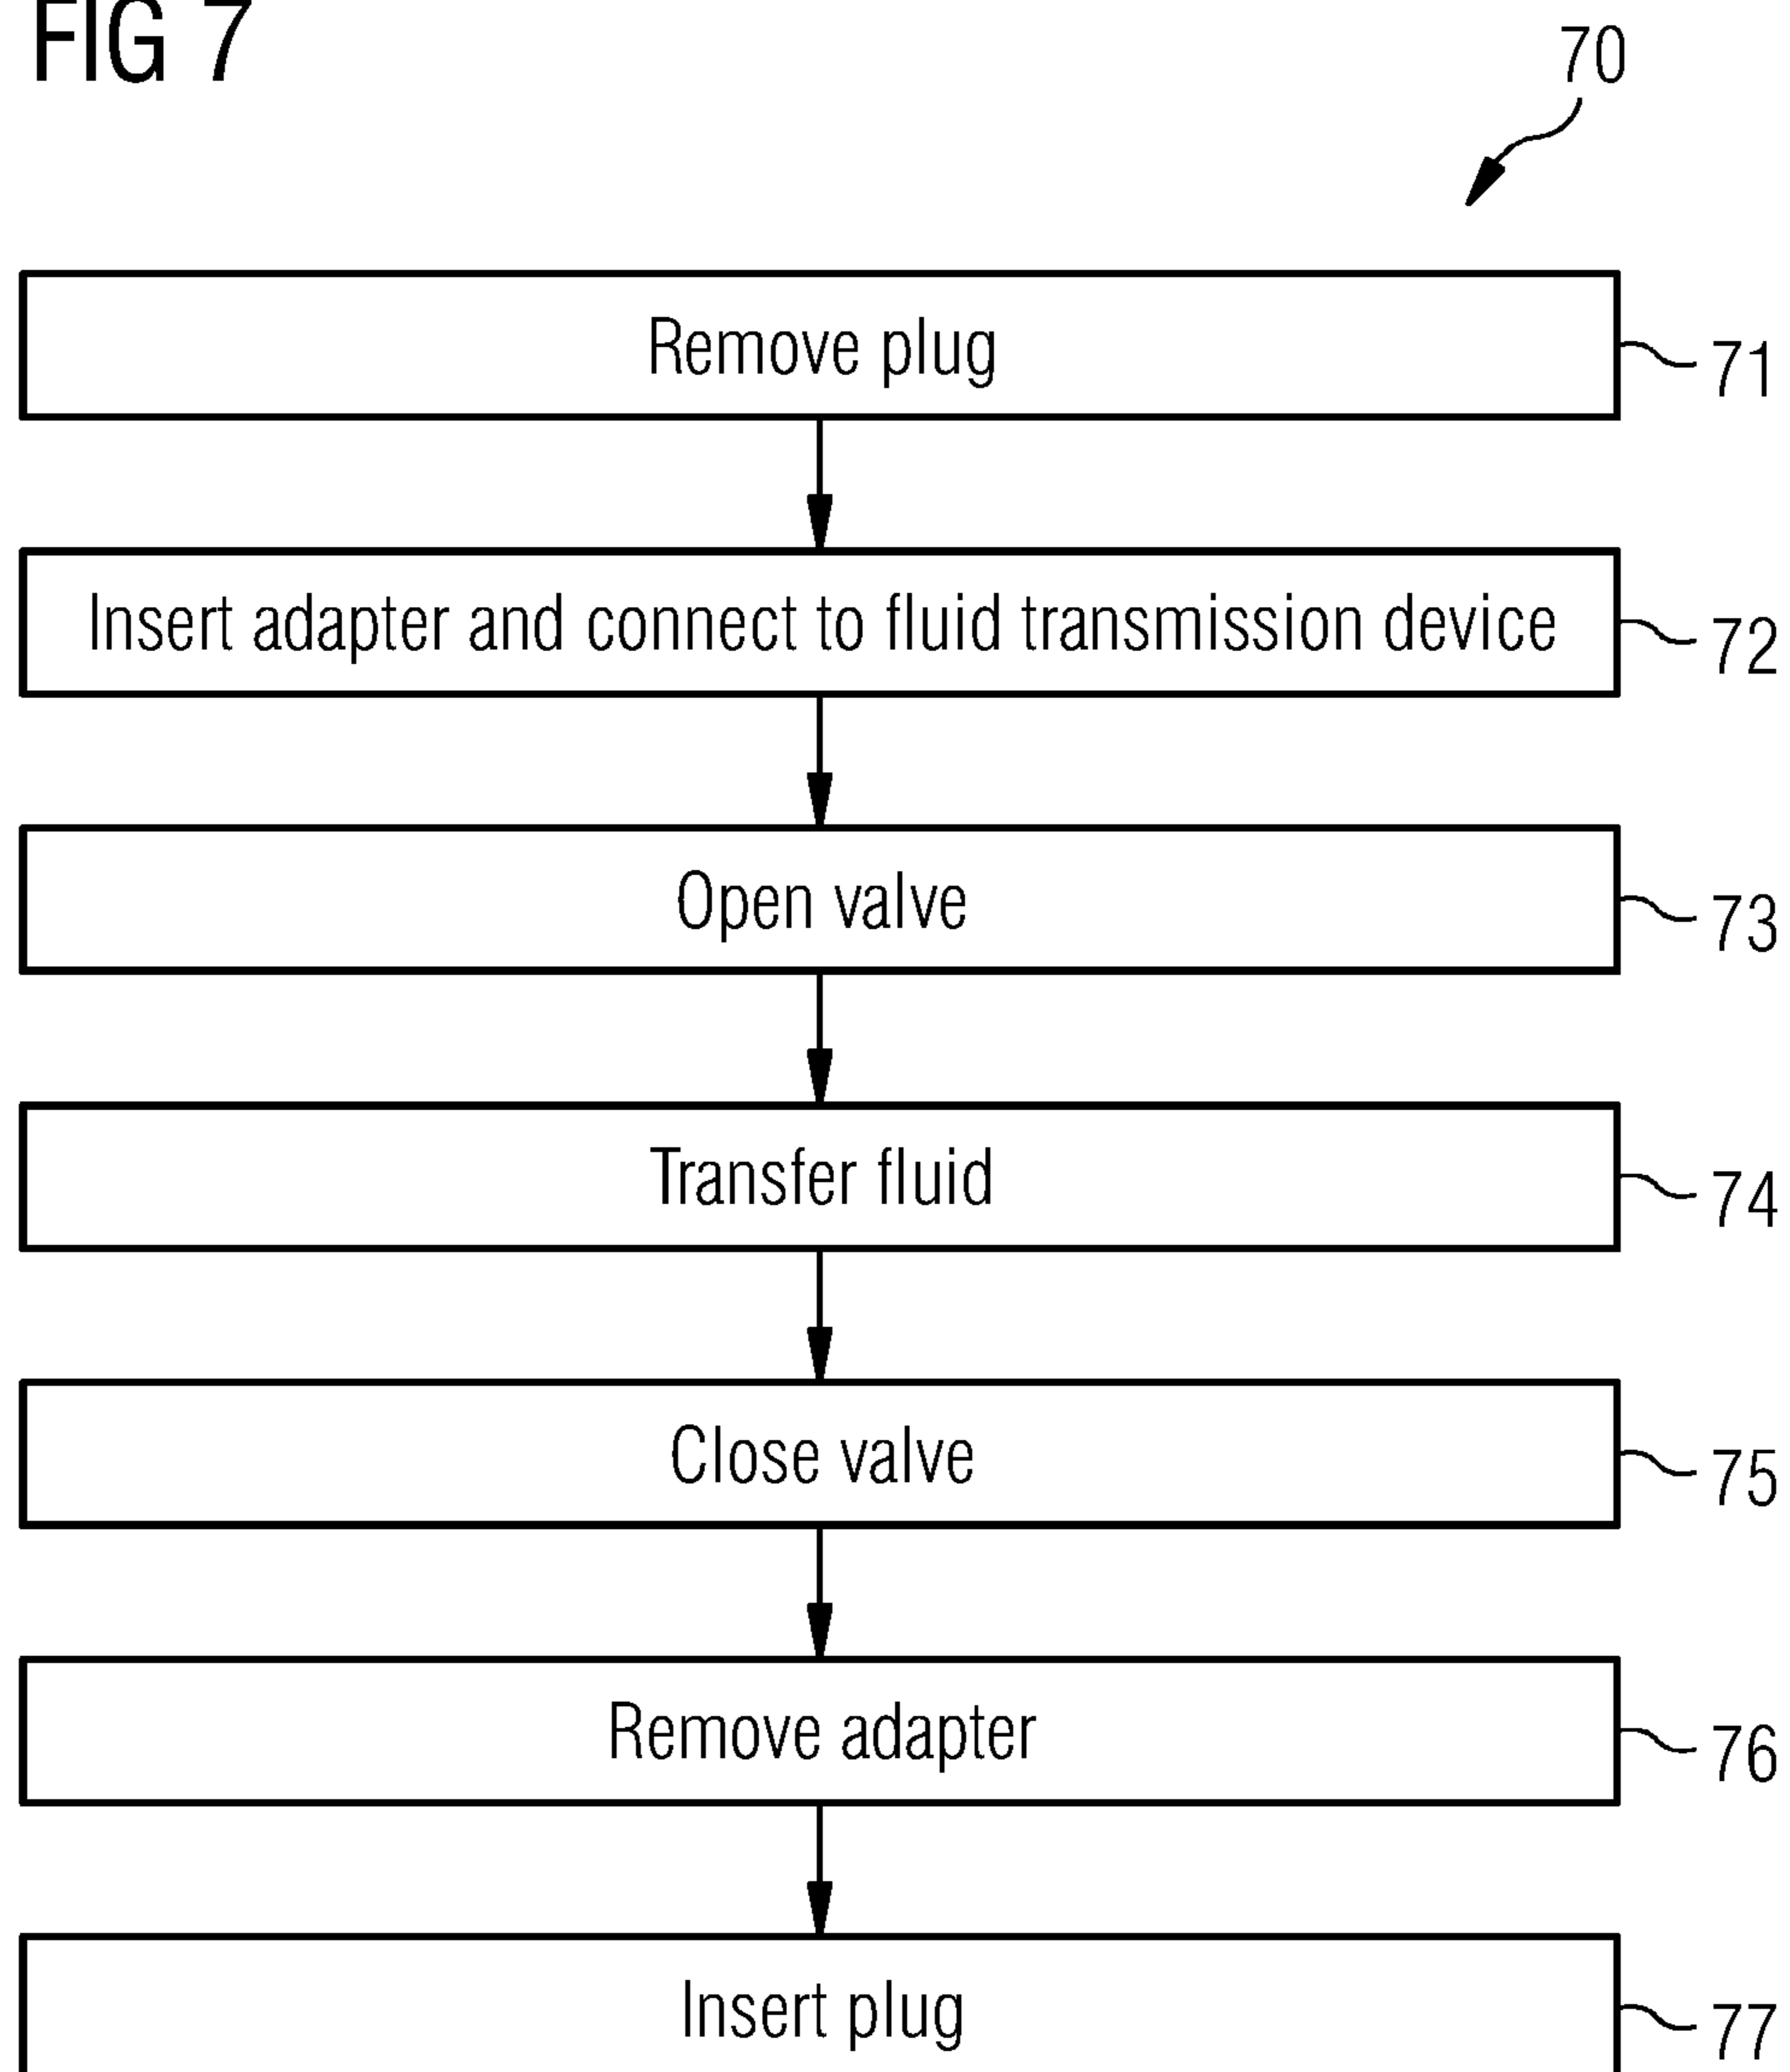 FIG 7
70
Remove plug
71
Insert adapter and connect to fluid transmission device
72
Open valve
73
Transfer fluid
74
Close valve
75
Remove adapter
76
Insert plug
77